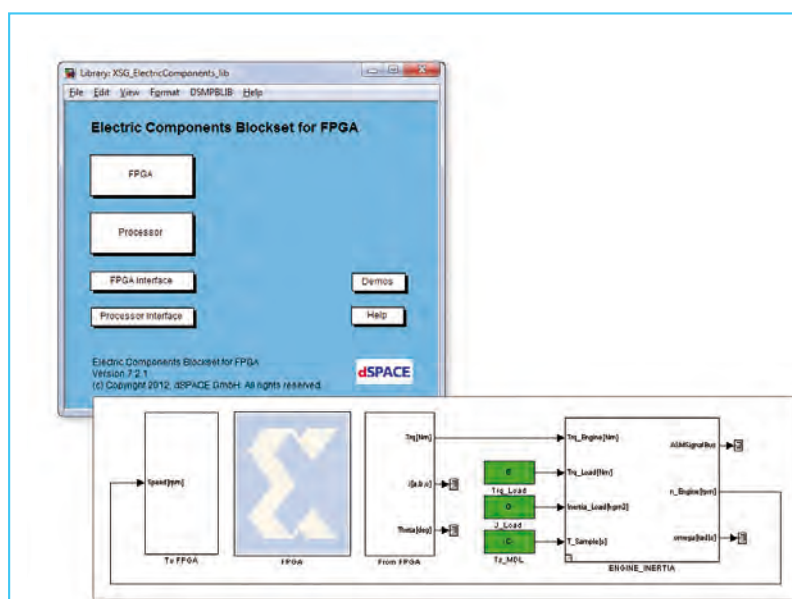 Library: XSG_ElectricComponents_lib
File Edit View Format DSMPBLIB Help
Electric Components Blockset for FPGA
FPGA
Processor
FPGA Interface
Demos
Processor Interface
Help
Electric Components Blockset for FPGA
Version 7.2.1
(c) Copyright 2012, dSPACE GmbH. All rights reserved.
dSPACE
Speed[rpm]
To FPGA
FPGA
Trq[Nm]
i[a,b,c]
Theta[deg]
From FPGA
Trq_Load
J_Load
Ts_MDL
Trq_Engine[Nm]
Trq_Load[Nm]
Inertia_Load[kgm2]
T_Sample[s]
ASMSignalBus
n_Engine[rpm]
omega[rad|s]
ENGINE_INERTIA